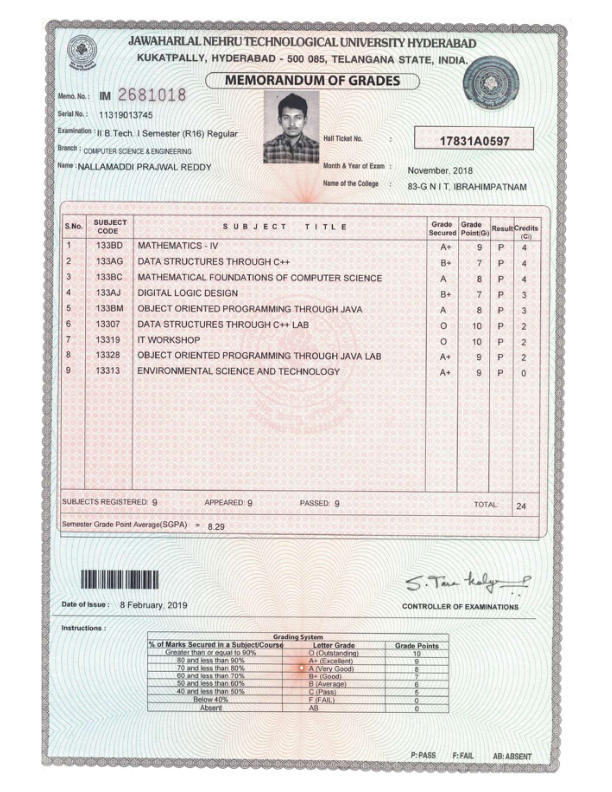 JAWAHARLAL NEHRU TECHNOLOGICAL UNIVERSITY HYDERABAD
KUKATPALLY, HYDERABAD - 500 085, TELANGANA STATE, INDIA.
MEMORANDUM OF GRADES
Memo. No. : IM 2681018
Serial No. : 11319013745
Examination : II B.Tech. I Semester (R16) Regular
Hall Ticket No. : 17831A0597
Branch : COMPUTER SCIENCE & ENGINEERING
Name : NALLAMADDI PRAJWAL REDDY
Month & Year of Exam : November, 2018
Name of the College : 83-G N I T, IBRAHIMPATNAM
S.No. SUBJECT CODE SUBJECT TITLE Grade Secured Grade Point(G) Result Credits (Ci)
1 133BD MATHEMATICS - IV A+ 9 P 4
2 133AG DATA STRUCTURES THROUGH C++ B+ 7 P 4
3 133BC MATHEMATICAL FOUNDATIONS OF COMPUTER SCIENCE A 8 P 4
4 133AJ DIGITAL LOGIC DESIGN B+ 7 P 3
5 133BM OBJECT ORIENTED PROGRAMMING THROUGH JAVA A 8 P 3
6 13307 DATA STRUCTURES THROUGH C++ LAB O 10 P 2
7 13319 IT WORKSHOP O 10 P 2
8 13328 OBJECT ORIENTED PROGRAMMING THROUGH JAVA LAB A+ 9 P 2
9 13313 ENVIRONMENTAL SCIENCE AND TECHNOLOGY A+ 9 P 0
SUBJECTS REGISTERED: 9 APPEARED: 9 PASSED: 9 TOTAL: 24
Semester Grade Point Average(SGPA) = 8.29
Date of Issue : 8 February, 2019
CONTROLLER OF EXAMINATIONS
Instructions :
Grading System
% of Marks Secured in a Subject/Course Letter Grade Grade Points
Greater than or equal to 90% O (Outstanding) 10
80 and less than 90% A+ (Excellent) 9
70 and less than 80% A (Very Good) 8
60 and less than 70% B+ (Good) 7
50 and less than 60% B (Average) 6
40 and less than 50% C (Pass) 5
Below 40% F (FAIL) 0
Absent AB 0
P: PASS F: FAIL AB: ABSENT